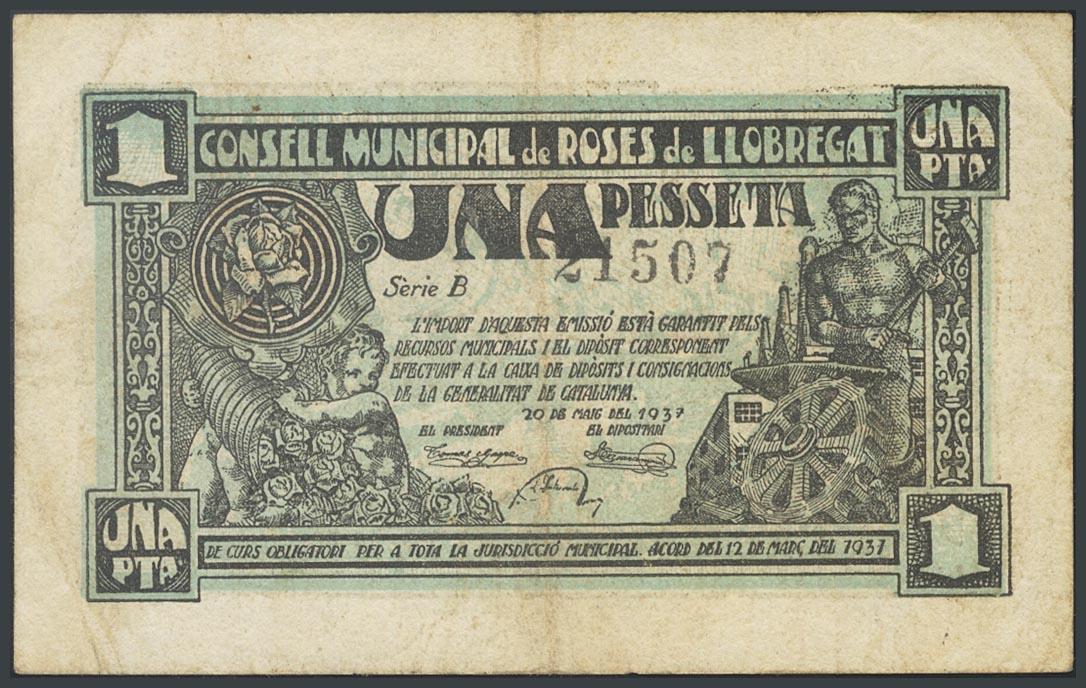 1
CONSELL MUNICIPAL de ROSES de LLOBREGAT
UNA PTA.
UNA PESSETA
21507
Sèrie B
L'IMPORT D'AQUESTA EMISSIÓ ESTÀ GARANTIT PELS
RECURSOS MUNICIPALS I EL DIPÒSIT CORRESPONENT
EFECTUAT A LA CAIXA DE DIPÒSITS I CONSIGNACIONS
DE LA GENERALITAT DE CATALUNYA.
20 DE MAIG DEL 1937
EL PRESIDENT
EL DIPOSITARI
UNA PTA.
DE CURS OBLIGATORI PER A TOTA LA JURISDICCIÓ MUNICIPAL. ACORD DEL 12 DE MARÇ DEL 1937
1